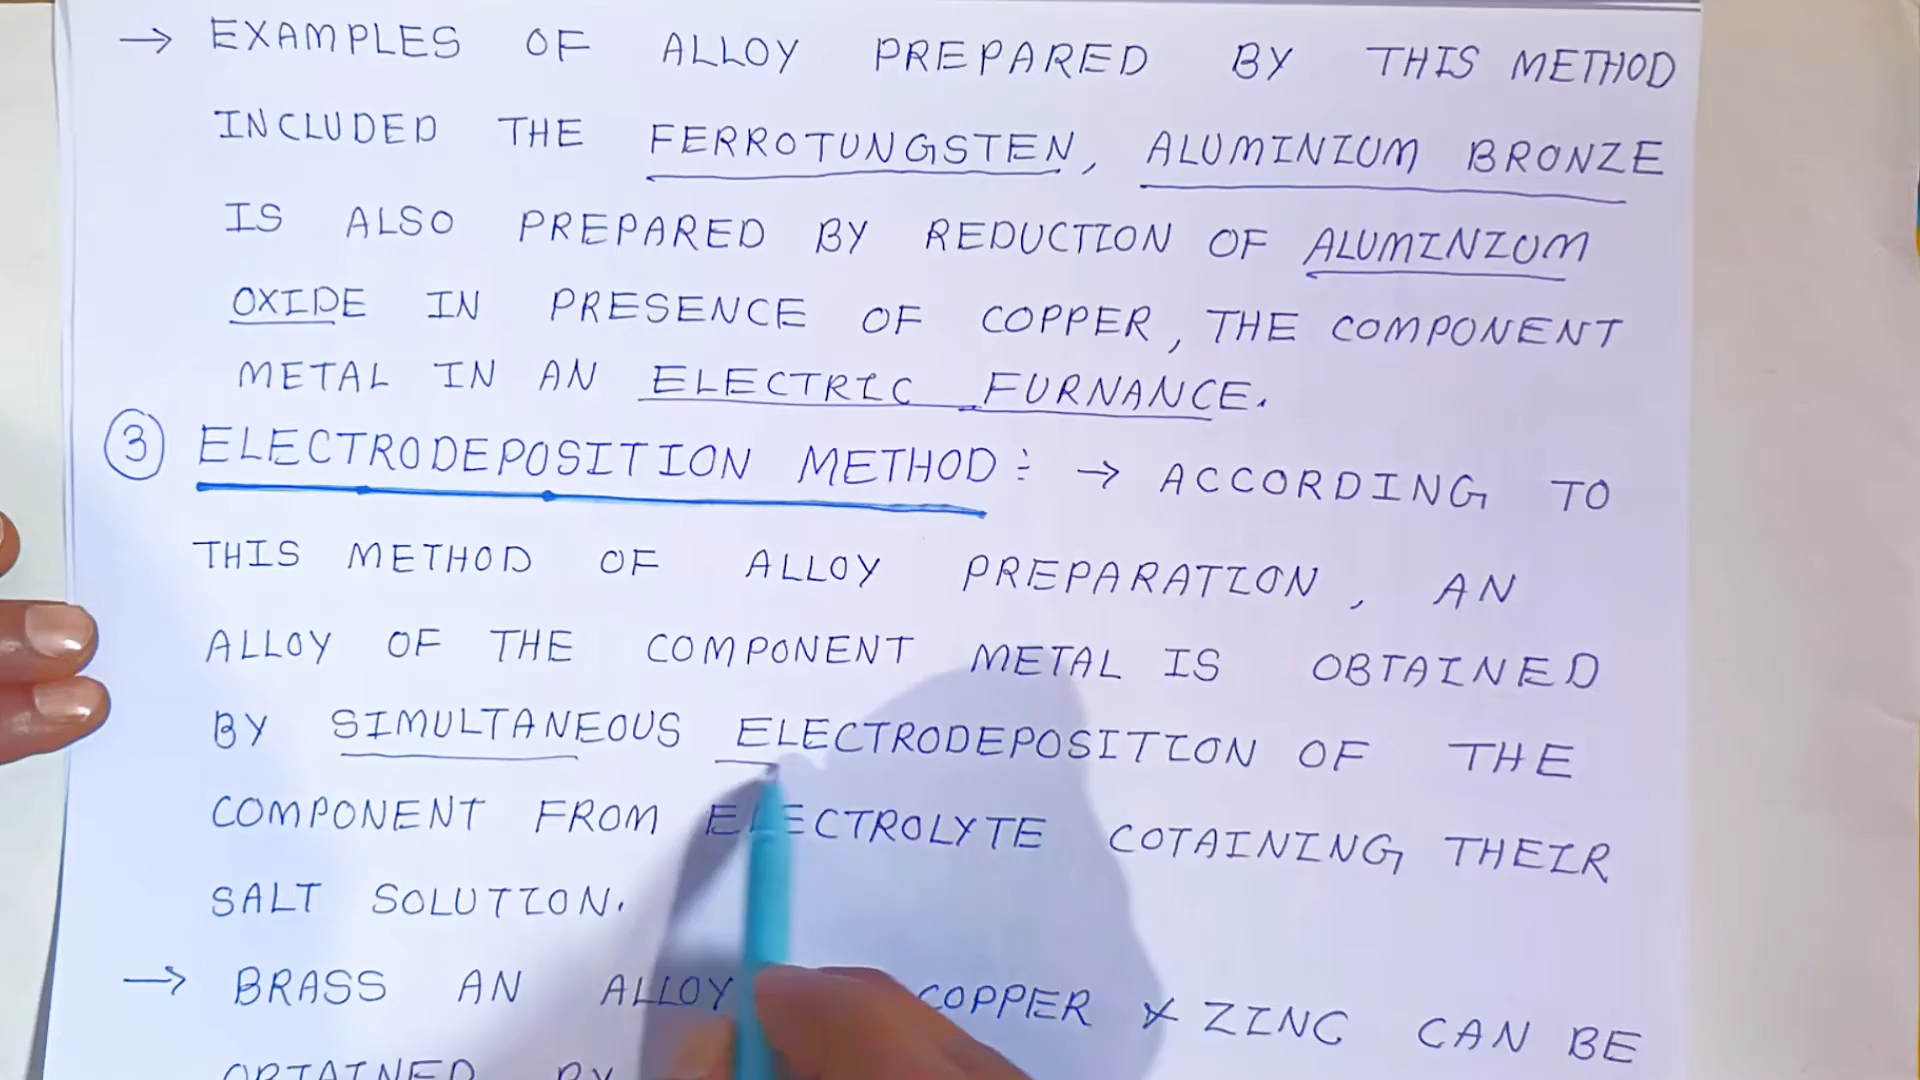 → EXAMPLES OF ALLOY PREPARED BY THIS METHOD
INCLUDED THE FERROTUNGSTEN, ALUMINIUM BRONZE
IS ALSO PREPARED BY REDUCTION OF ALUMINIUM
OXIDE IN PRESENCE OF COPPER, THE COMPONENT
METAL IN AN ELECTRIC FURNANCE.
③ ELECTRODEPOSITION METHOD :- → ACCORDING TO
THIS METHOD OF ALLOY PREPARATION, AN
ALLOY OF THE COMPONENT METAL IS OBTAINED
BY SIMULTANEOUS ELECTRODEPOSITION OF THE
COMPONENT FROM ELECTROLYTE COTAINING THEIR
SALT SOLUTION.
→ BRASS AN ALLOY COPPER & ZINC CAN BE
OBTAINED BY